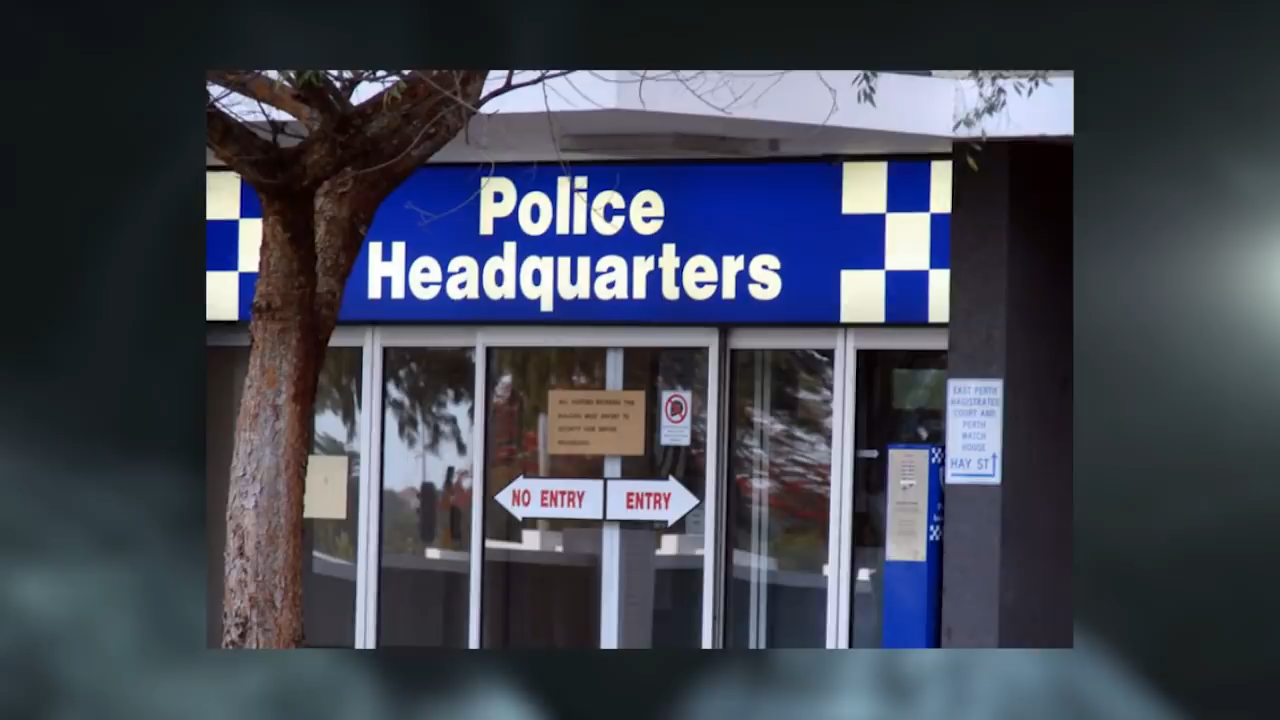 Police
Headquarters
NO ENTRY
ENTRY
EAST PERTH
MAGISTRATES
COURT AND
PERTH
WATCH
HOUSE
HAY ST